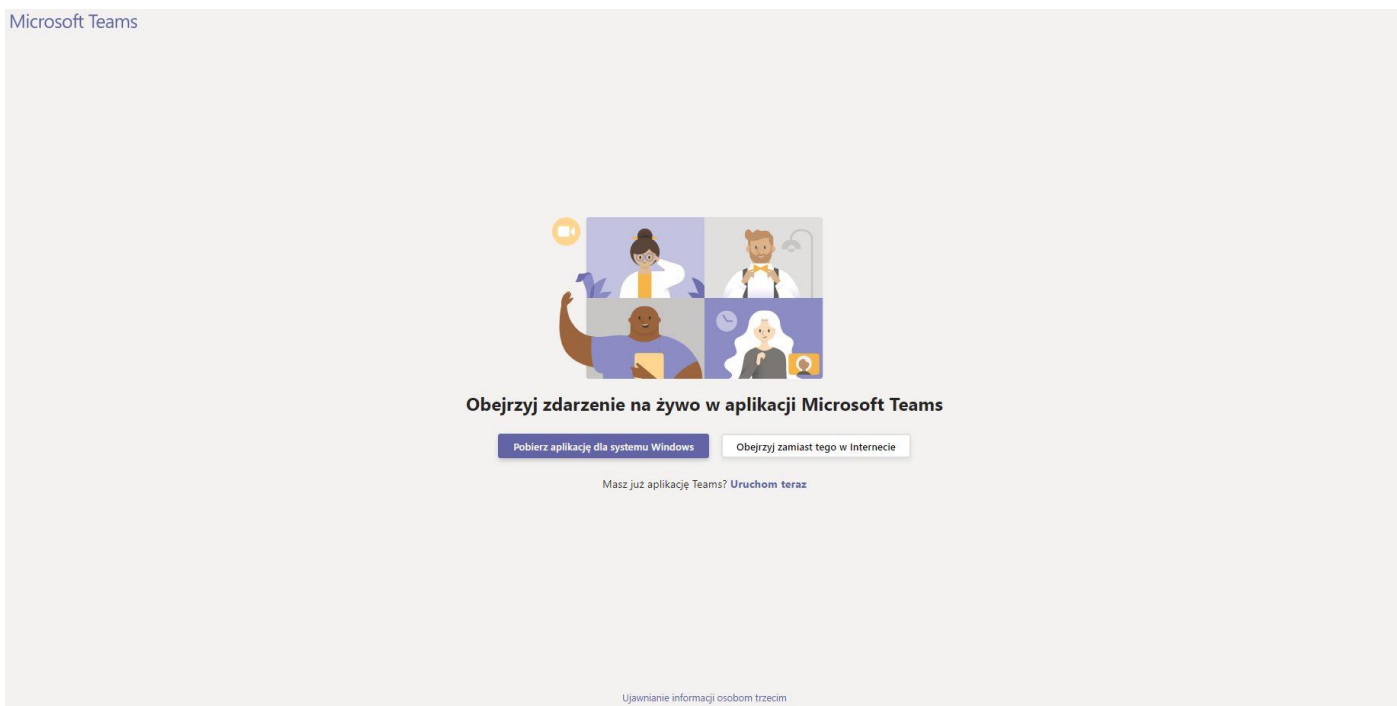 Microsoft Teams
Obejrzyj zdarzenie na żywo w aplikacji Microsoft Teams
Pobierz aplikację dla systemu Windows
Obejrzyj zamiast tego w Internecie
Masz już aplikację Teams? Uruchom teraz
Ujawnianie informacji osobom trzecim